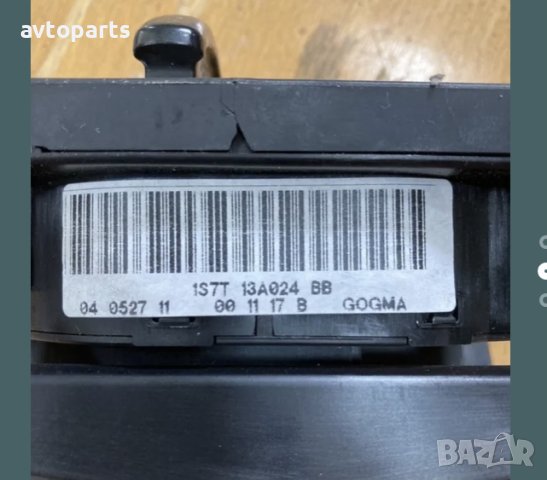 avtoparts
1S7T 13A024 BB
04 0527 11 00 11 17 B GOGMA
BAZAR